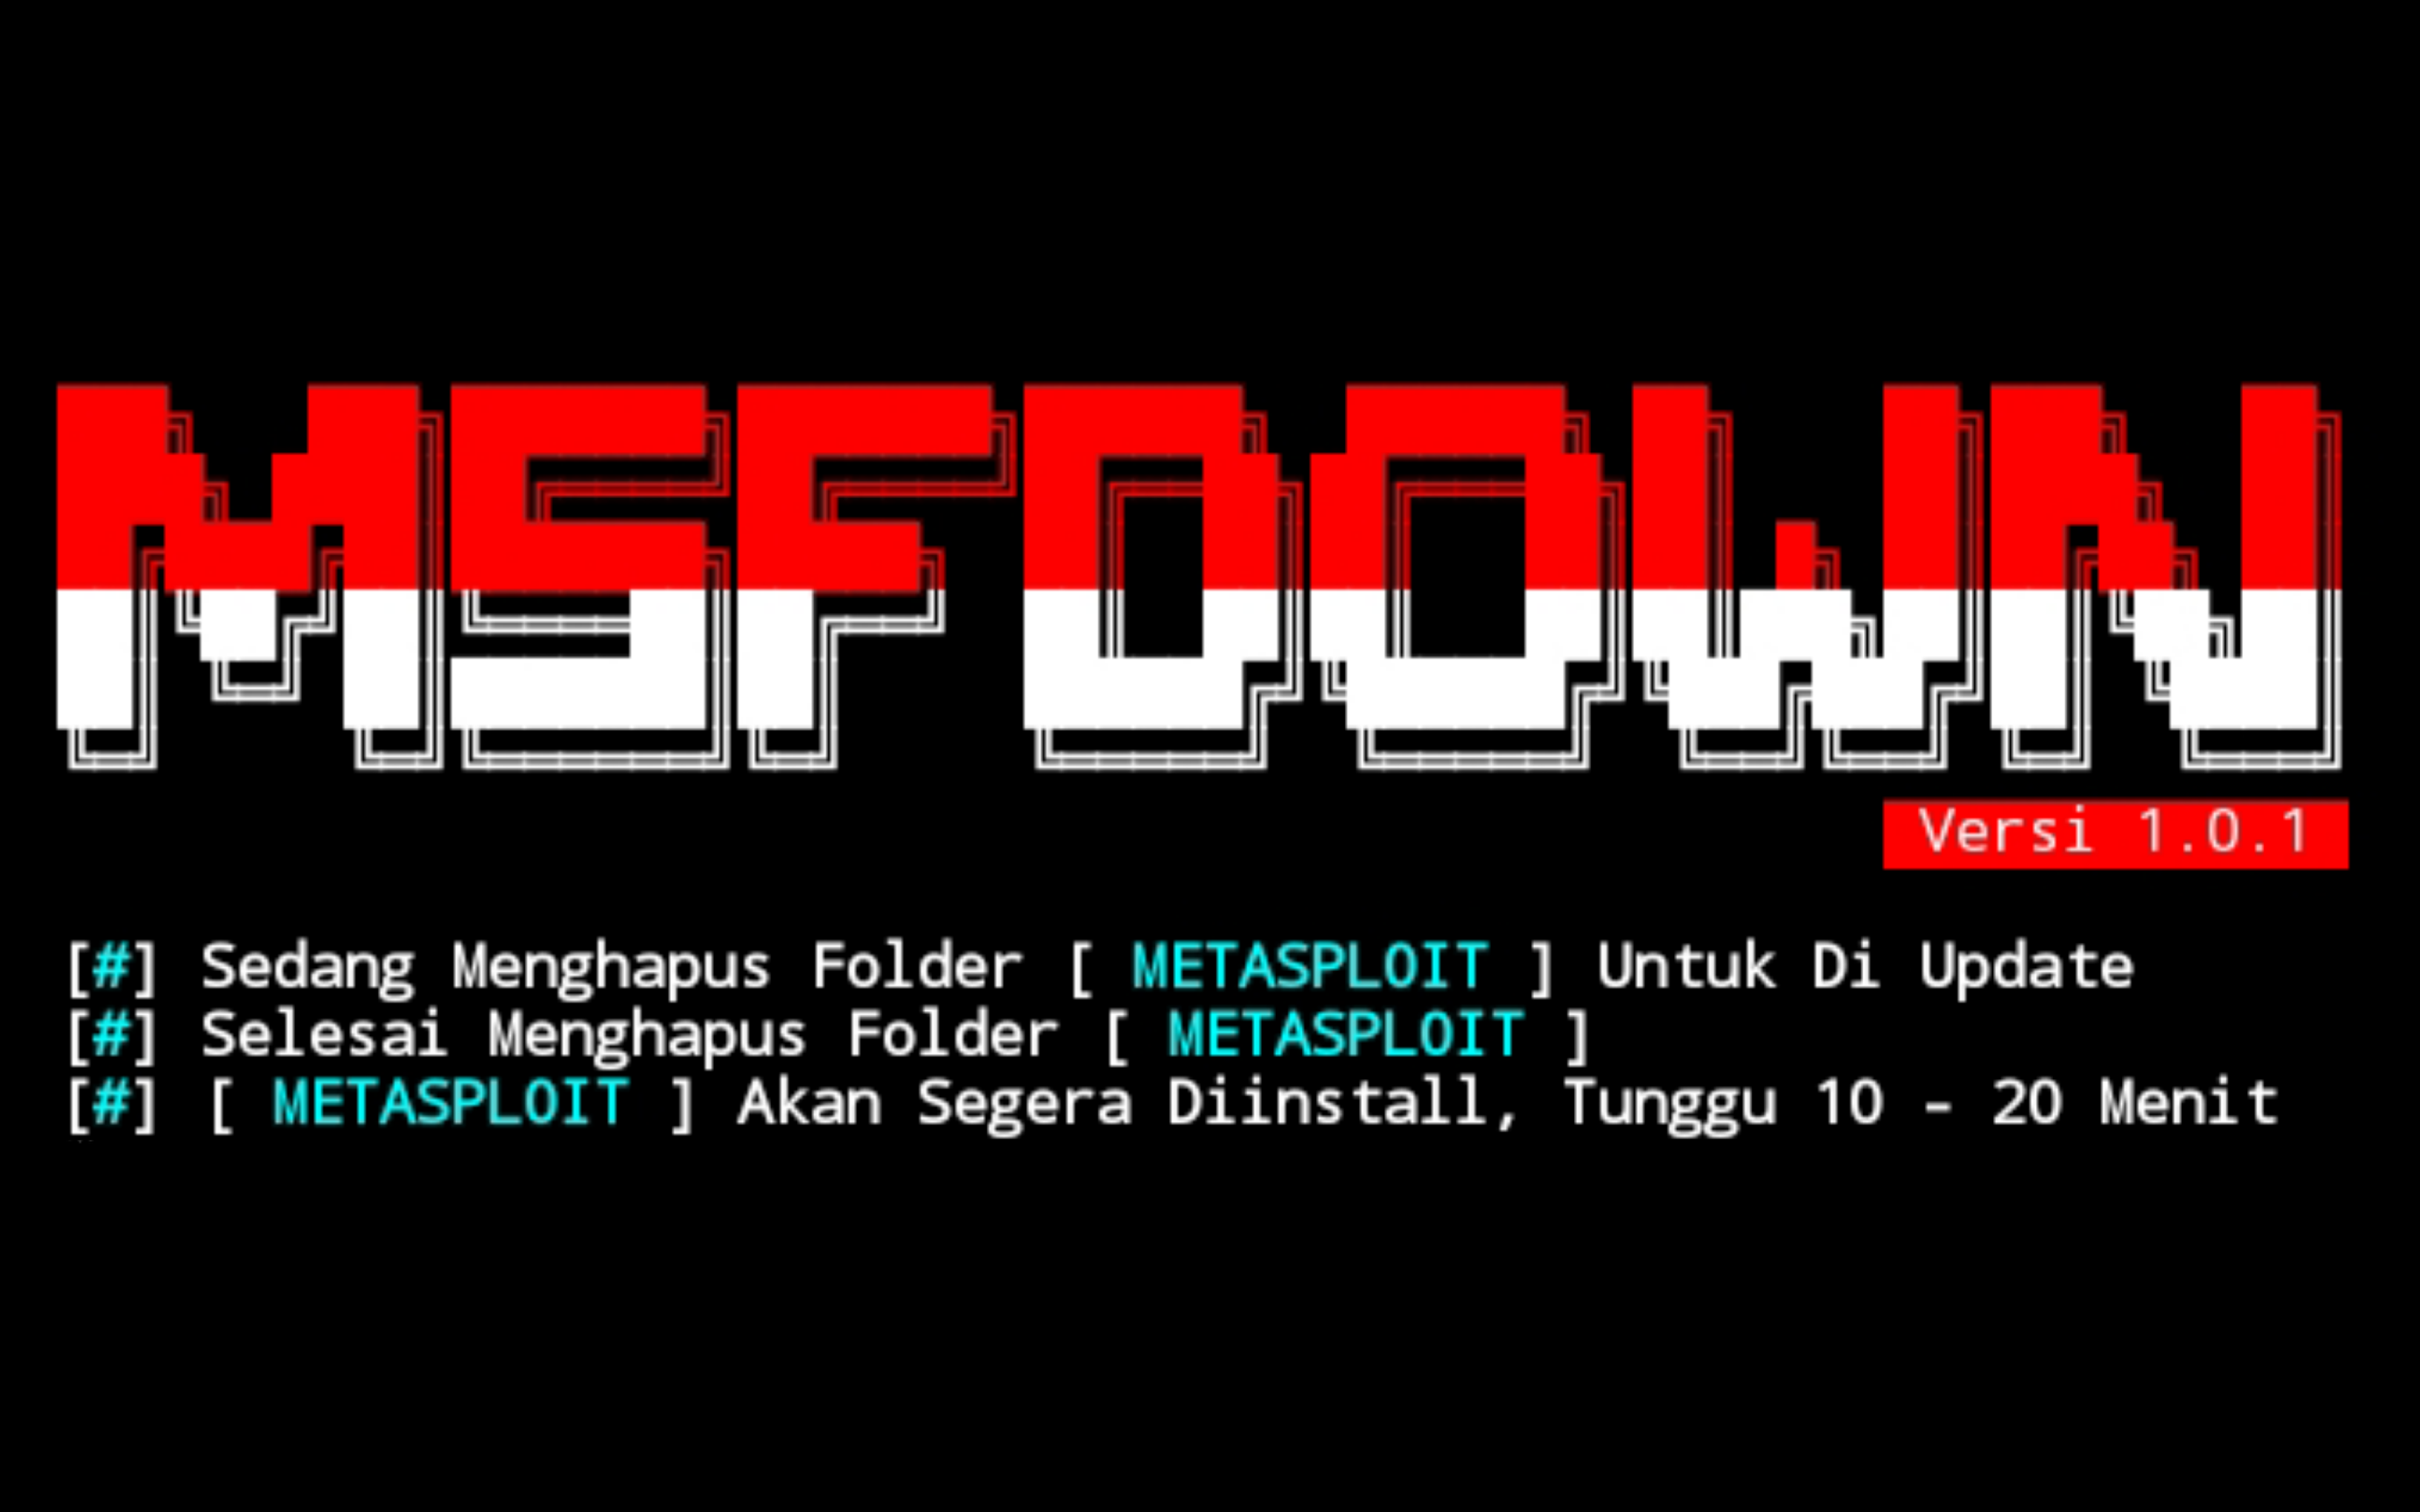 MSFDOWN
Versi 1.0.1
[#] Sedang Menghapus Folder [ METASPLOIT ] Untuk Di Update
[#] Selesai Menghapus Folder [ METASPLOIT ]
[#] [ METASPLOIT ] Akan Segera Diinstall, Tunggu 10 - 20 Menit